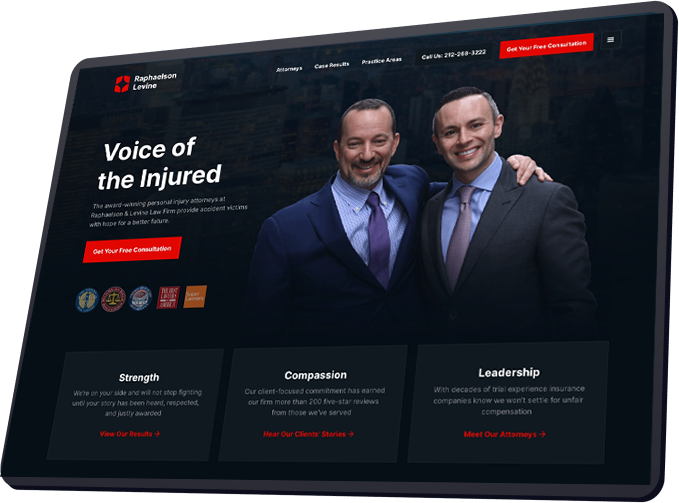 Raphaelson
Levine
Attorneys
Case Results
Practice Areas
Call Us: 212-268-3222
Get Your Free Consultation
Voice of
the Injured
The award-winning personal injury attorneys at
Raphaelson & Levine Law Firm provide accident victims
with hope for a better future.
Get Your Free Consultation
THE BEST
LAWYERS
Super
Lawyers
Strength
We're on your side and will not stop fighting
until your story has been heard, respected,
and justly awarded
View Our Results →
Compassion
Our client-focused commitment has earned
our firm more than 200 five-star reviews
from those we've served
Hear Our Clients' Stories →
Leadership
With decades of trial experience insurance
companies know we won't settle for unfair
compensation
Meet Our Attorneys →